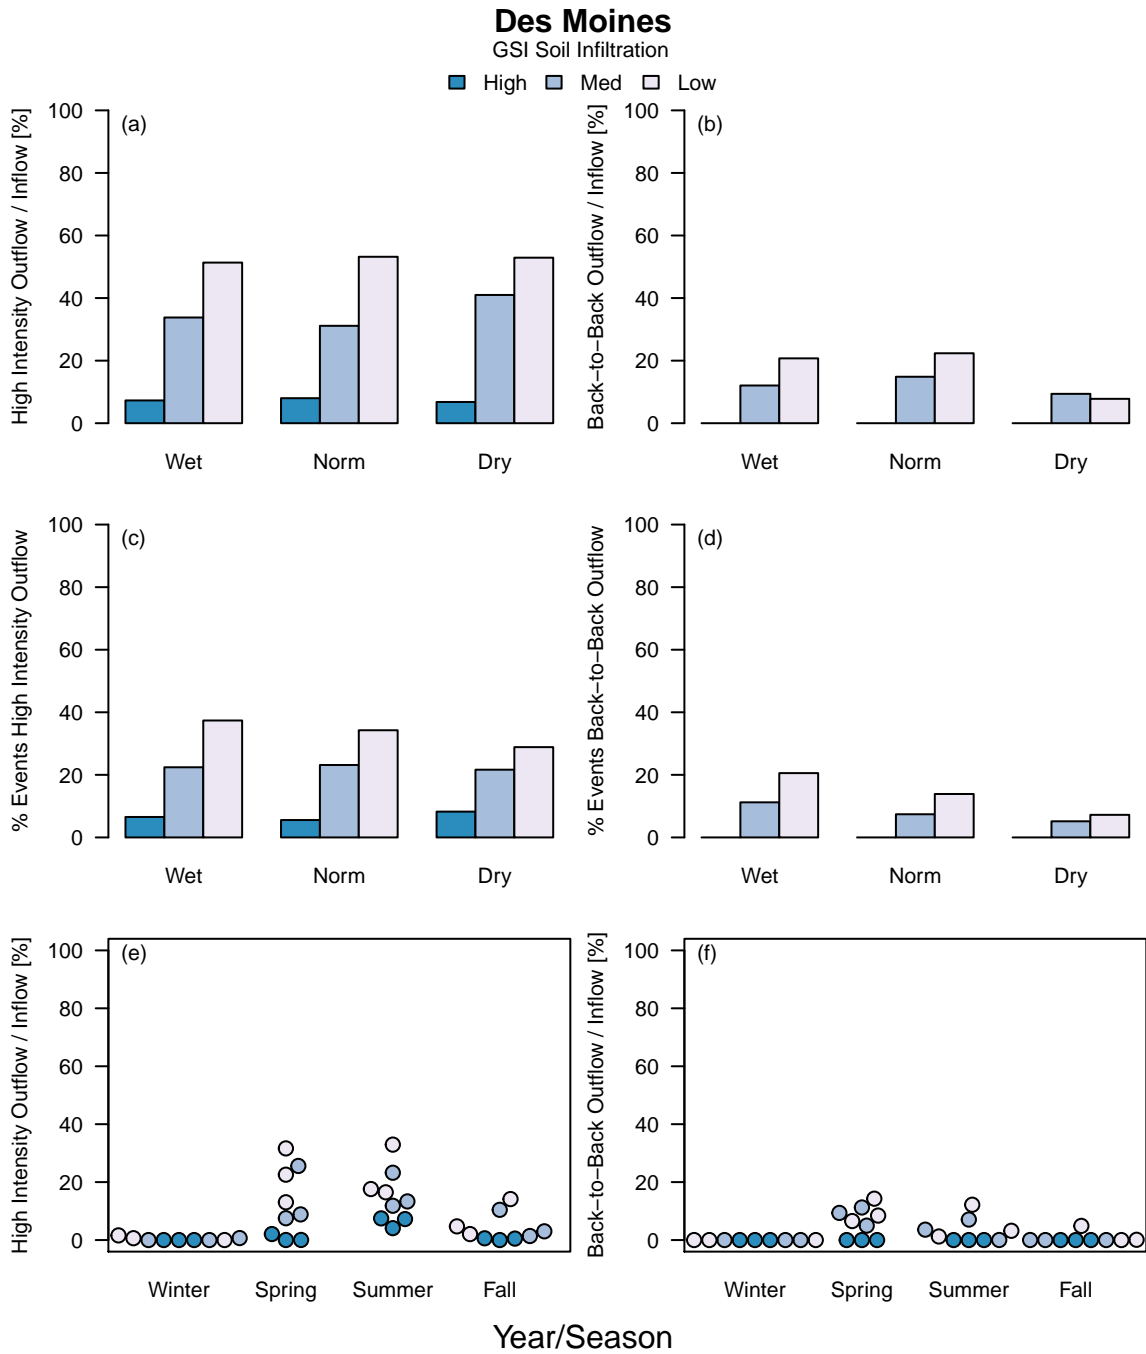 Des Moines
GSI Soil Infiltration
High Med Low
High Intensity Outflow / Inflow [%]
(a)
100
80
60
40
20
0
Wet Norm Dry
Back−to−Back Outflow / Inflow [%]
(b)
100
80
60
40
20
0
Wet Norm Dry
% Events High Intensity Outflow
(c)
100
80
60
40
20
0
Wet Norm Dry
% Events Back−to−Back Outflow
(d)
100
80
60
40
20
0
Wet Norm Dry
High Intensity Outflow / Inflow [%]
(e)
100
80
60
40
20
0
Winter Spring Summer Fall
Back−to−Back Outflow / Inflow [%]
(f)
100
80
60
40
20
0
Winter Spring Summer Fall
Year/Season